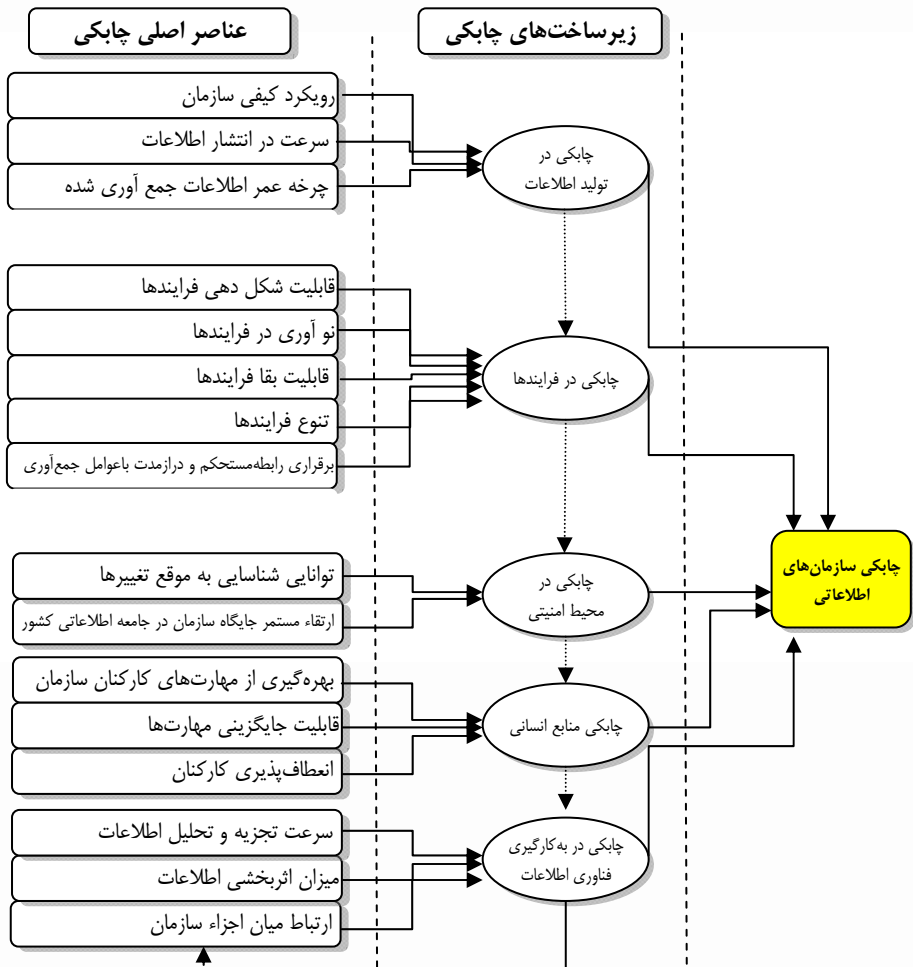 زیرساخت‌های چابکی
عناصر اصلی چابکی
رویکرد کیفی سازمان
سرعت در انتشار اطلاعات
چرخه عمر اطلاعات جمع آوری شده
چابکی در
تولید اطلاعات
قابلیت شکل دهی فرایندها
نو آوری در فرایندها
قابلیت بقا فرایندها
تنوع فرایندها
برقراری رابطه‌مستحکم و درازمدت باعوامل جمع‌آوری
چابکی در فرایندها
توانایی شناسایی به موقع تغییرها
ارتقاء مستمر جایگاه سازمان در جامعه اطلاعاتی کشور
چابکی در
محیط امنیتی
بهره‌گیری از مهارت‌های کارکنان سازمان
قابلیت جایگزینی مهارت‌ها
انعطاف‌پذیری کارکنان
چابکی منابع انسانی
سرعت تجزیه و تحلیل اطلاعات
میزان اثربخشی اطلاعات
ارتباط میان اجزاء سازمان
چابکی در به‌کارگیری
فناوری اطلاعات
چابکی سازمان‌های
اطلاعاتی